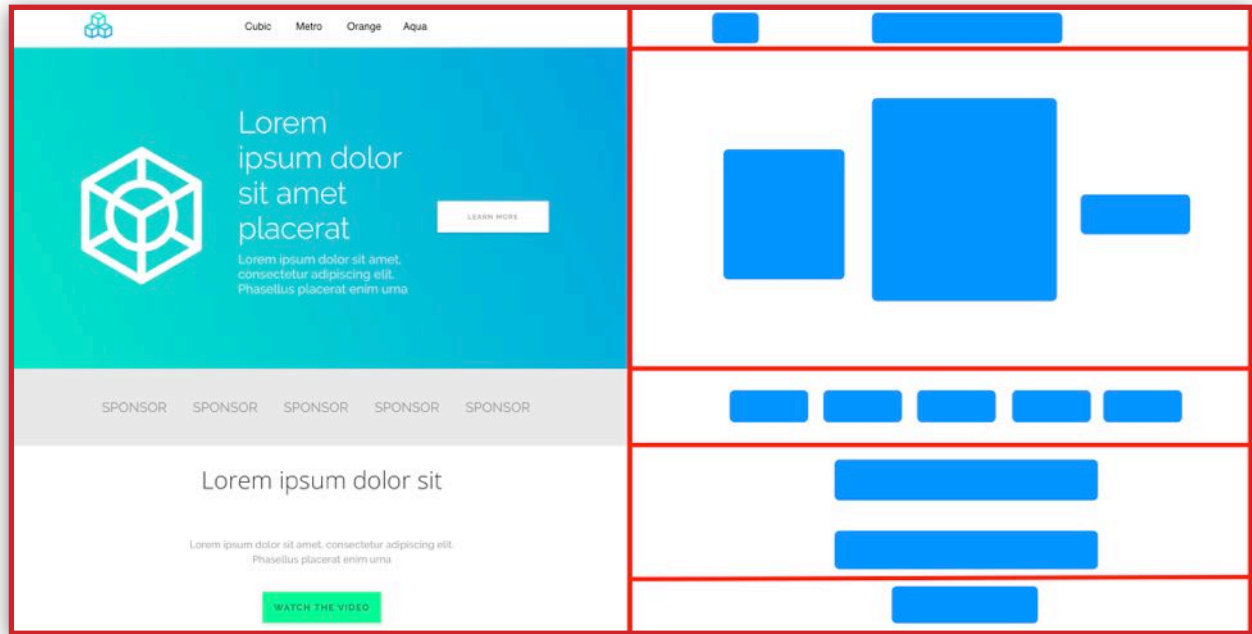 Cubic Metro Orange Aqua
Lorem
ipsum dolor
sit amet
placerat
Lorem ipsum dolor sit amet,
consectetur adipiscing elit.
Phasellus placerat enim urna
LEARN MORE
SPONSOR SPONSOR SPONSOR SPONSOR SPONSOR
Lorem ipsum dolor sit
Lorem ipsum dolor sit amet, consectetur adipiscing elit.
Phasellus placerat enim urna
WATCH THE VIDEO